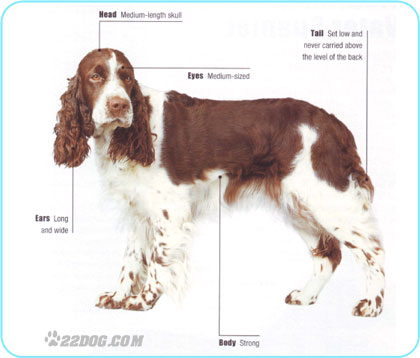 Head Medium-length skull
Tail Set low and
never carried above
the level of the back
Eyes Medium-sized
Ears Long
and wide
Body Strong
22DOG.COM